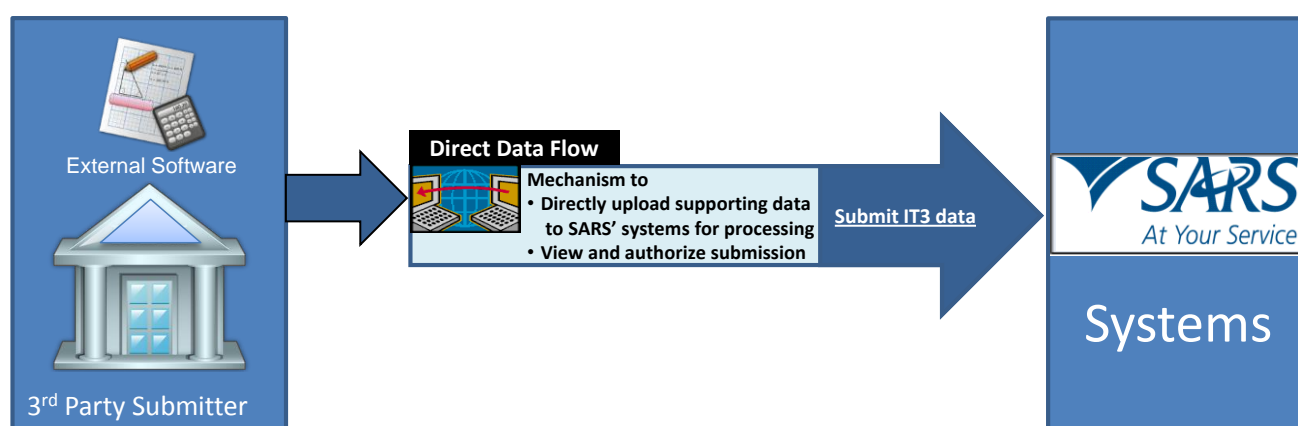 External Software
3rd Party Submitter
Direct Data Flow
Mechanism to
• Directly upload supporting data
to SARS' systems for processing
• View and authorize submission
Submit IT3 data
SARS
At Your Service
Systems